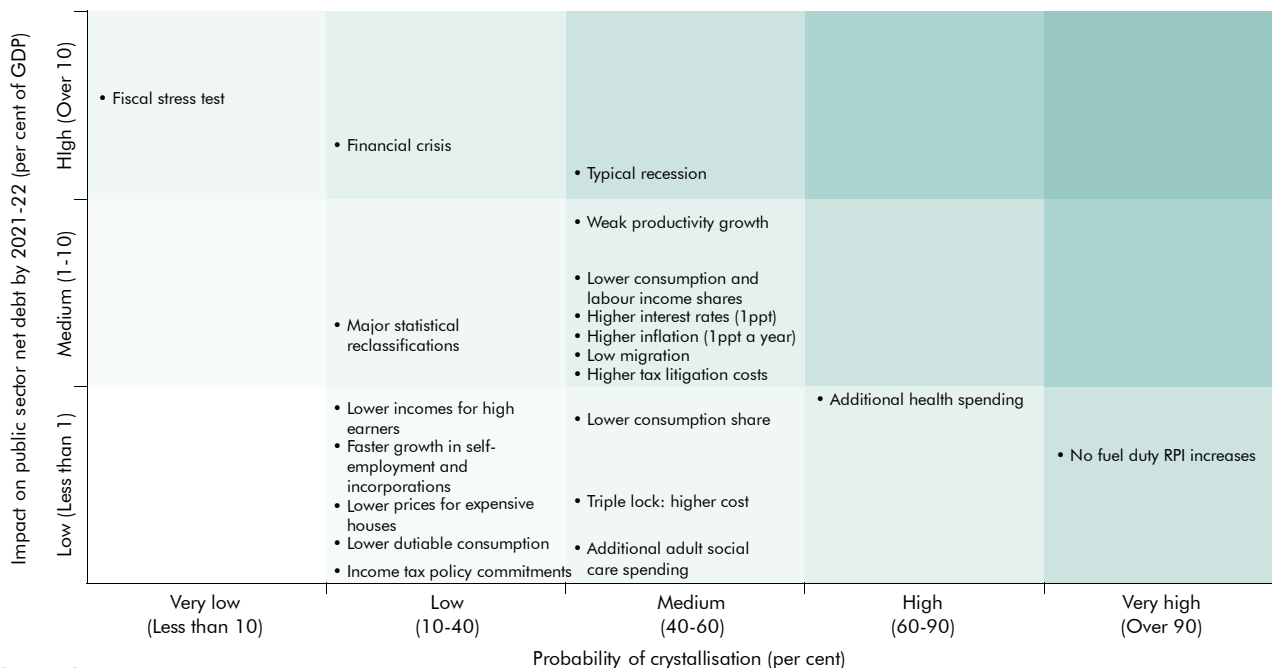 Impact on public sector net debt by 2021-22 (per cent of GDP)
HIgh (Over 10)
Medium (1-10)
Low (Less than 1)
• Fiscal stress test
• Financial crisis
• Typical recession
• Weak productivity growth
• Lower consumption and
labour income shares
• Higher interest rates (1ppt)
• Higher inflation (1ppt a year)
• Low migration
• Higher tax litigation costs
• Major statistical
reclassifications
• Lower incomes for high
earners
• Faster growth in self-
employment and
incorporations
• Lower prices for expensive
houses
• Lower dutiable consumption
• Income tax policy commitments
• Lower consumption share
• Triple lock: higher cost
• Additional adult social
care spending
• Additional health spending
• No fuel duty RPI increases
Very low
(Less than 10)
Low
(10-40)
Medium
(40-60)
High
(60-90)
Very high
(Over 90)
Probability of crystallisation (per cent)